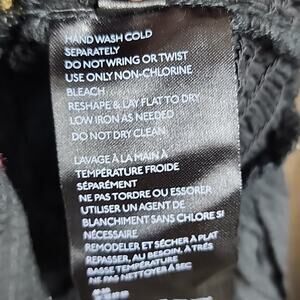 HAND WASH COLD
SEPARATELY
DO NOT WRING OR TWIST
USE ONLY NON-CHLORINE
BLEACH
RESHAPE & LAY FLAT TO DRY
LOW IRON AS NEEDED
DO NOT DRY CLEAN
LAVAGE À LA MAIN À
TEMPÉRATURE FROIDE
SÉPARÉMENT
NE PAS TORDRE OU ESSORER
UTILISER UN AGENT DE
BLANCHIMENT SANS CHLORE SI
NÉCESSAIRE
REMODELER ET SÉCHER À PLAT
REPASSER, AU BESOIN, À TRÈS
BASSE TEMPÉRATURE
NE PAS NETTOYER À SEC